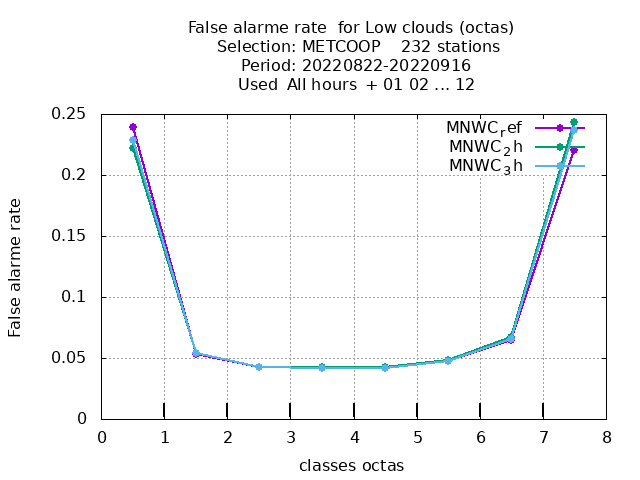 False alarme rate  for Low clouds (octas)
Selection: METCOOP    232 stations
Period: 20220822-20220916
Used  All hours  + 01 02 ... 12
MNWC_ref
MNWC_2h
MNWC_3h
False alarme rate
0.25
0.2
0.15
0.1
0.05
0
0 1 2 3 4 5 6 7 8
classes octas